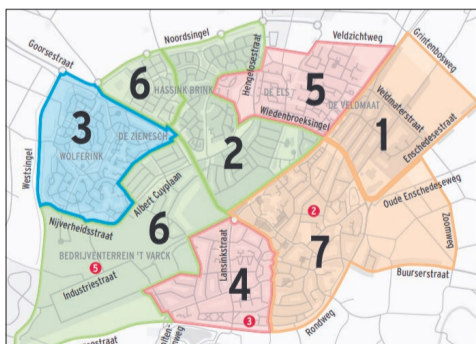 Goorsestraat
Noordsingel
Hengelosestraat
Veldzichtweg
Grintenbosweg
6
HASSINK-BRINK
DE ELS
5
DE VELDMAAT
Veldmaterstraat
1
Enschedesestraat
3
DE ZIENESCH
WOLFERINK
Wiedenbroeksingel
2
Westsingel
Albert Cuyplaan
Oude Enschedeseweg
6
2
Zoomweg
Nijverheidsstraat
BEDRIJVENTERREIN 'T VARCK
5
Lansinkstraat
7
Industriestraat
4
Buurserstraat
3
Rondweg